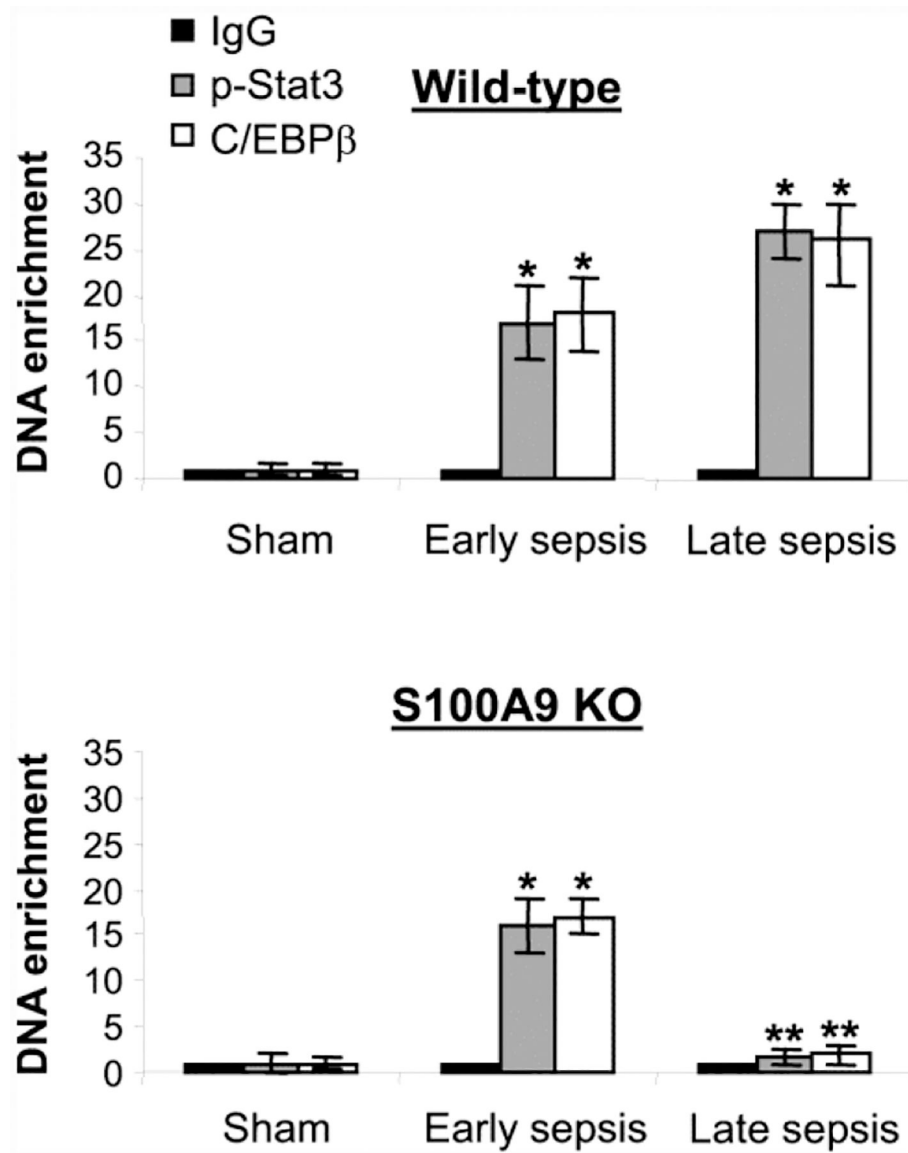 IgG
p-Stat3
C/EBPβ
Wild-type
DNA enrichment
35
30
25
20
15
10
5
0
* * * *
Sham Early sepsis Late sepsis
S100A9 KO
DNA enrichment
35
30
25
20
15
10
5
0
* * ** **
Sham Early sepsis Late sepsis